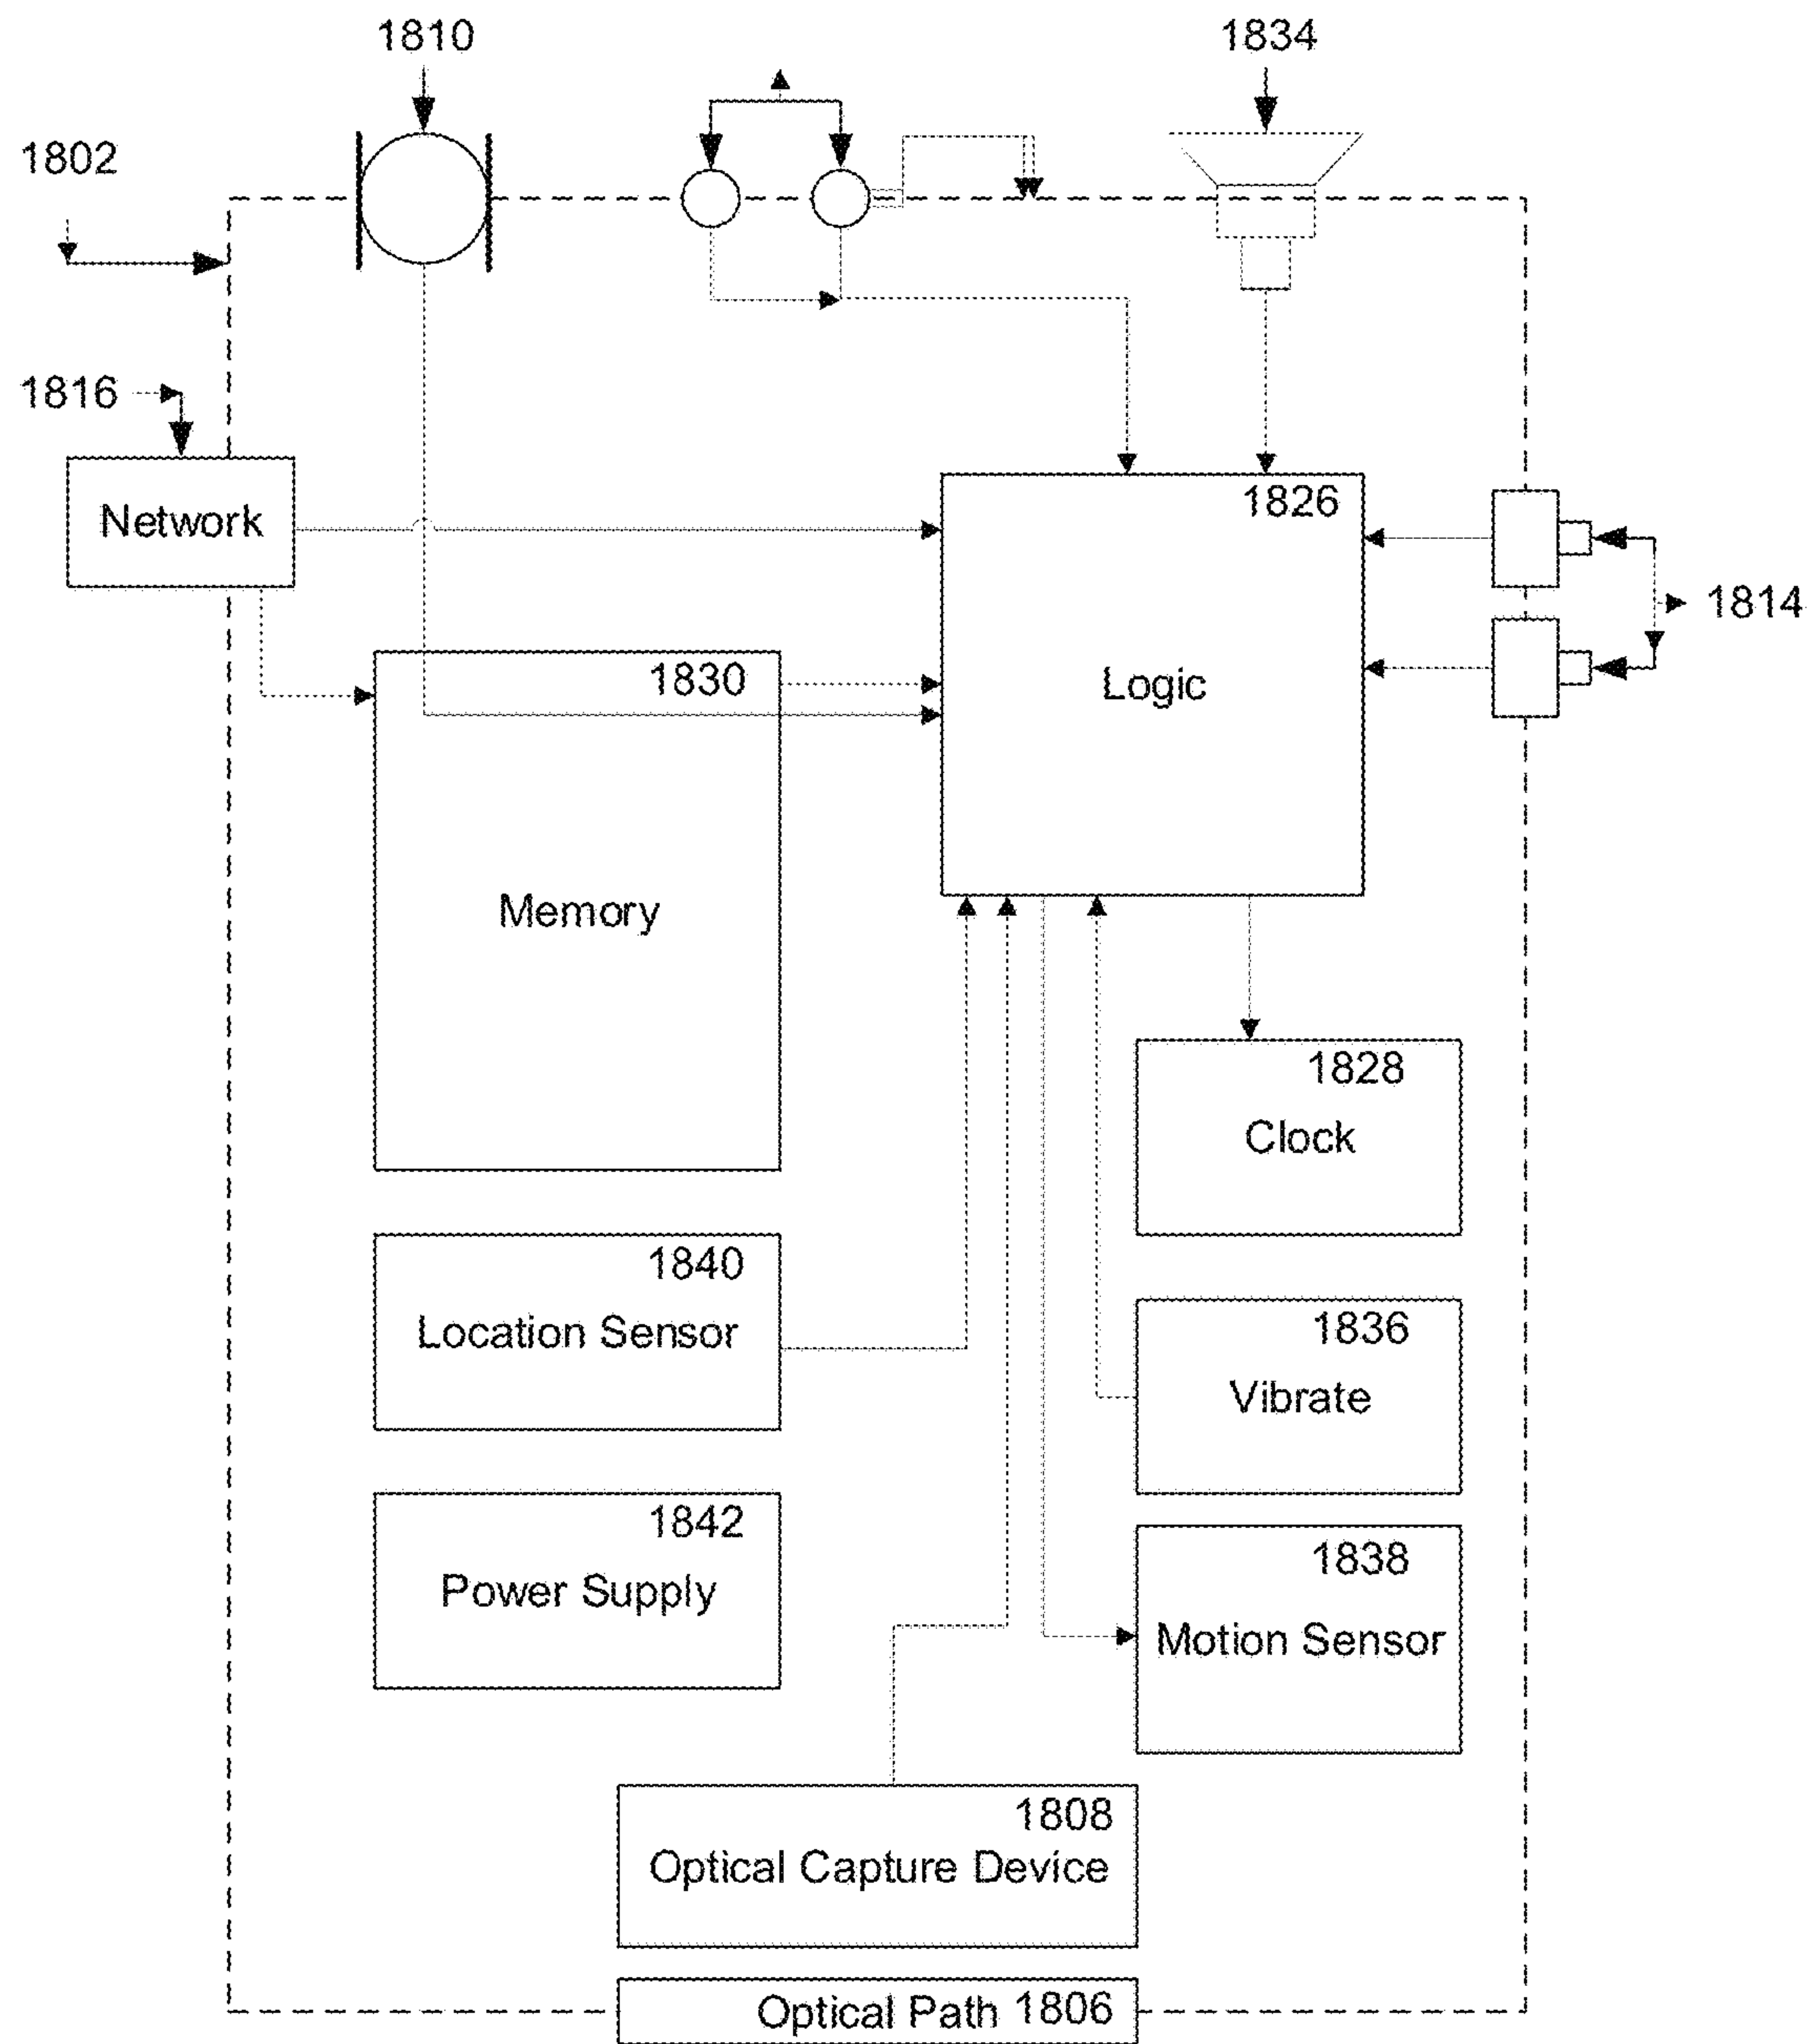 1810
1834
1802
1816
Network
1826
Logic
1814
1830
Memory
1828
Clock
1840
Location Sensor
1836
Vibrate
1842
Power Supply
1838
Motion Sensor
1808
Optical Capture Device
Optical Path 1806